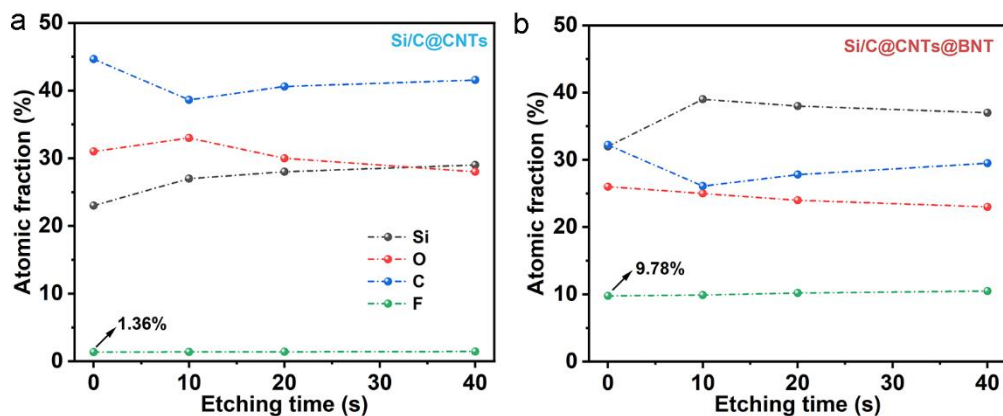 a
Si/C@CNTs
Atomic fraction (%)
50
40
30
20
10
0
Si
O
C
F
1.36%
0
10
20
30
40
Etching time (s)
b
Si/C@CNTs@BNT
Atomic fraction (%)
50
40
30
20
10
0
9.78%
0
10
20
30
40
Etching time (s)